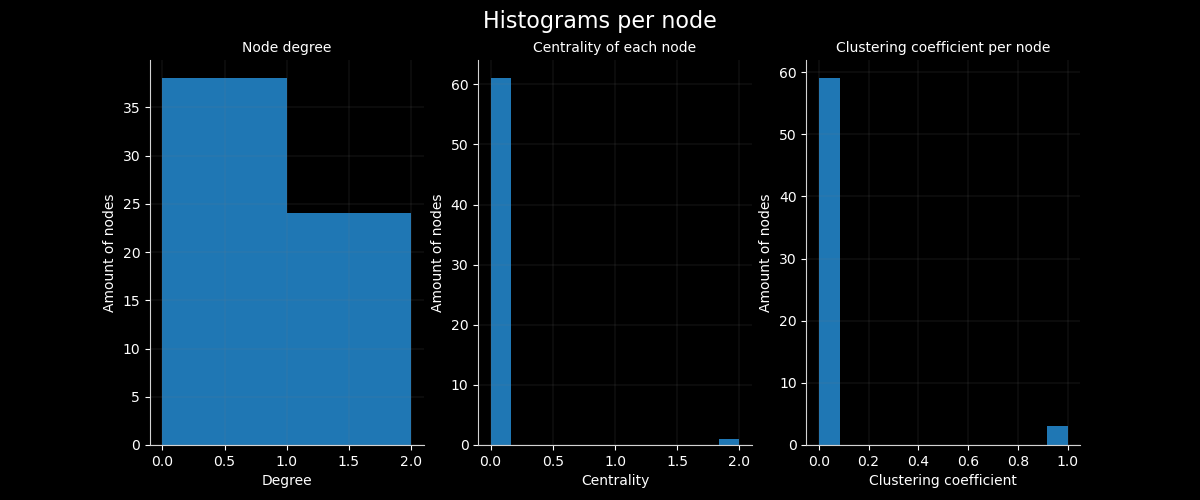 Histograms per node
Node degree
Centrality of each node
Clustering coefficient per node
Amount of nodes
35
30
25
20
15
10
5
0
0.0 0.5 1.0 1.5 2.0
Degree
Amount of nodes
60
50
40
30
20
10
0
0.0 0.5 1.0 1.5 2.0
Centrality
Amount of nodes
60
50
40
30
20
10
0
0.0 0.2 0.4 0.6 0.8 1.0
Clustering coefficient